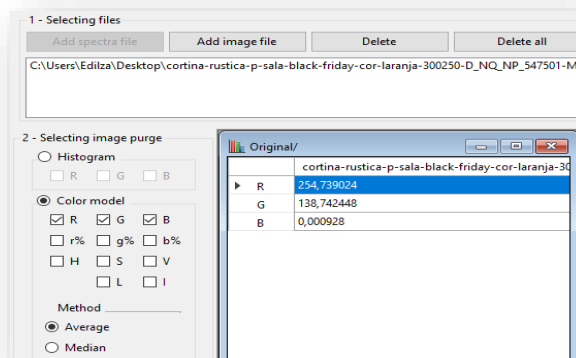 1 - Selecting files
Add spectra file Add image file Delete Delete all
C:\Users\Edilza\Desktop\cortina-rustica-p-sala-black-friday-cor-laranja-300250-D_NQ_NP_547501-M
2 - Selecting image purge
Histogram
R G B
Color model
R G B
r% g% b%
H S V
L I
Method
Average
Median
Original/
cortina-rustica-p-sala-black-friday-cor-laranja-30
R 254,739024
G 138,742448
B 0,000928